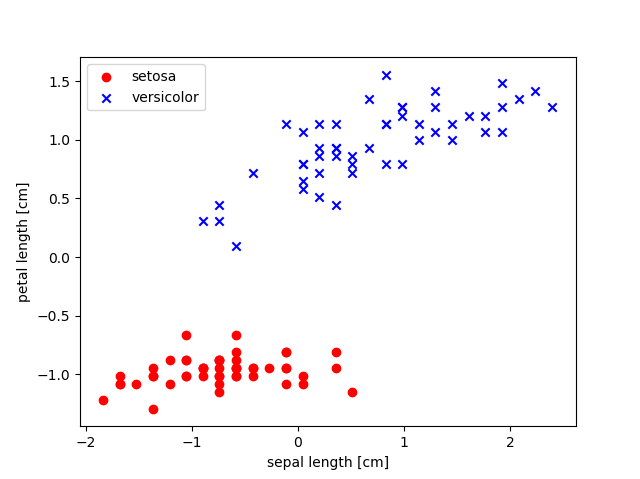 setosa
versicolor
1.5
1.0
0.5
0.0
−0.5
−1.0
petal length [cm]
−2
−1
0
1
2
sepal length [cm]